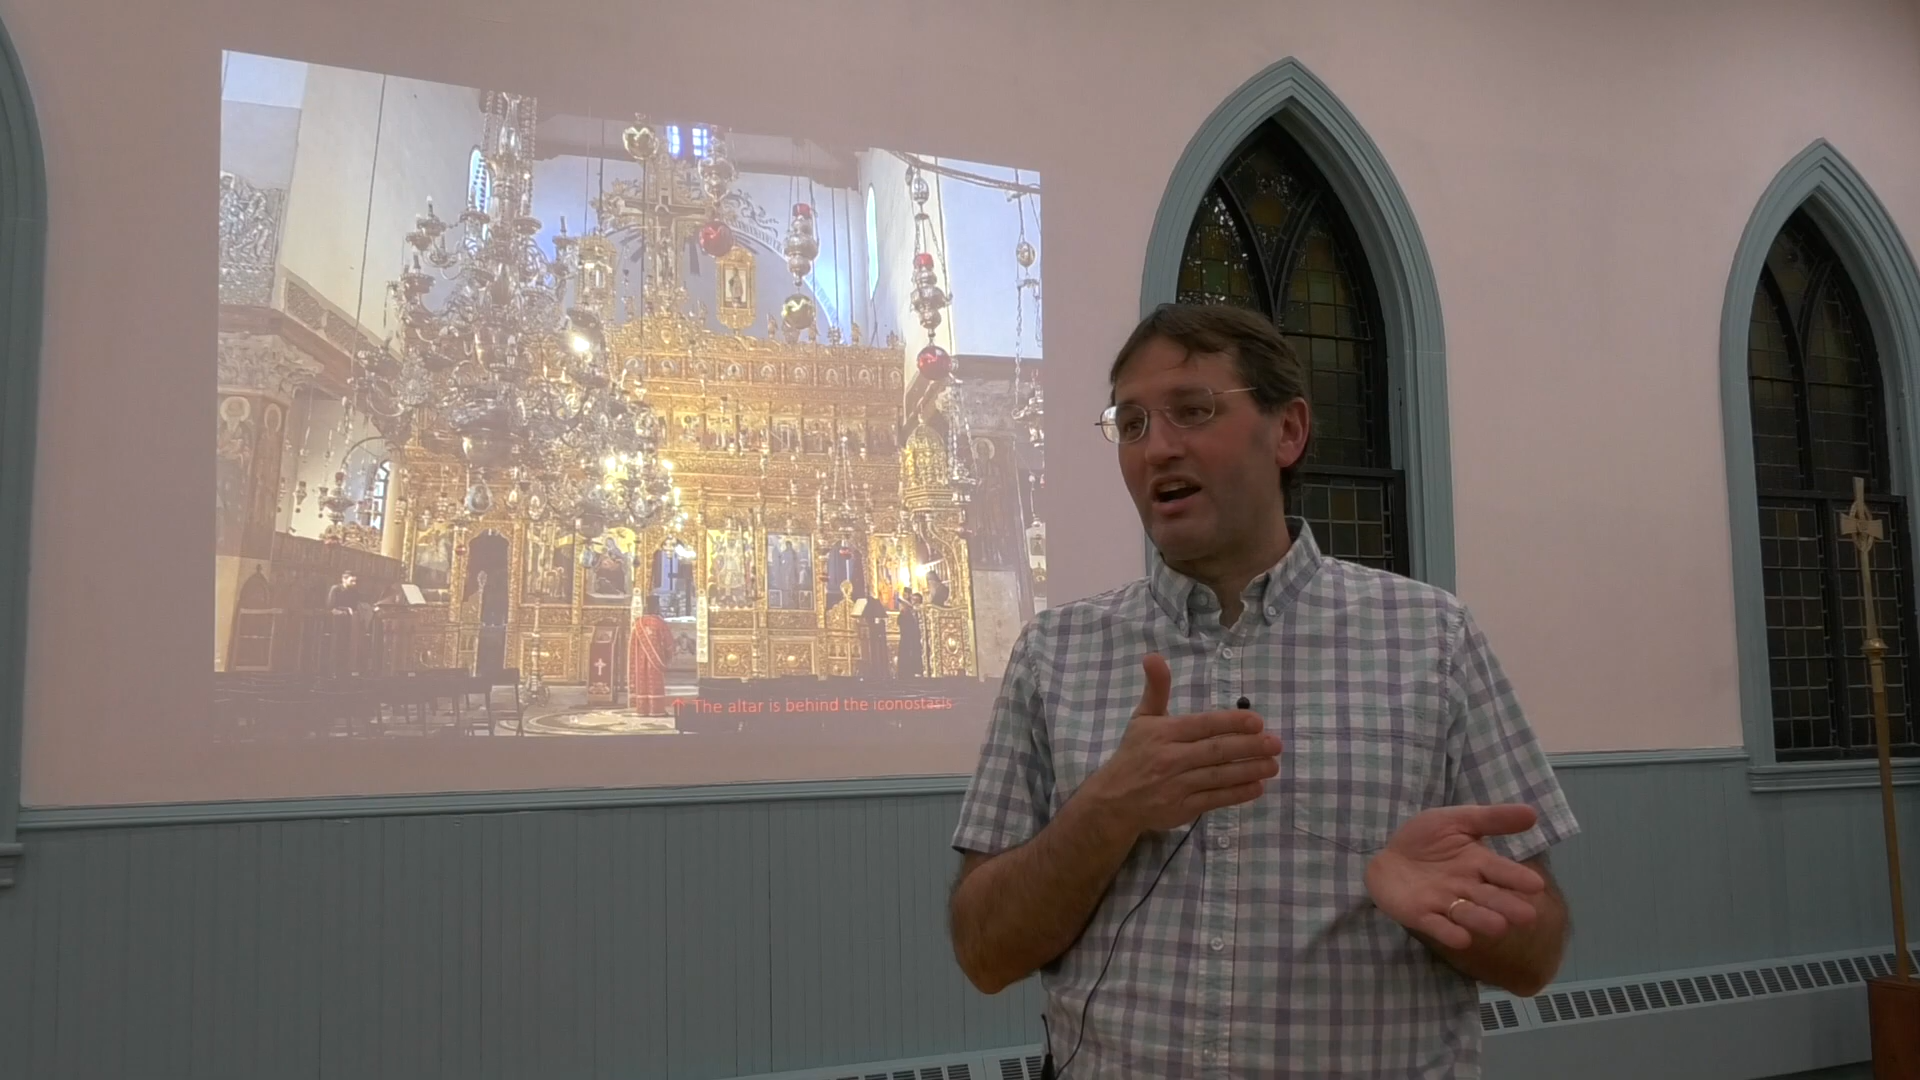 ↑ The altar is behind the iconostasis